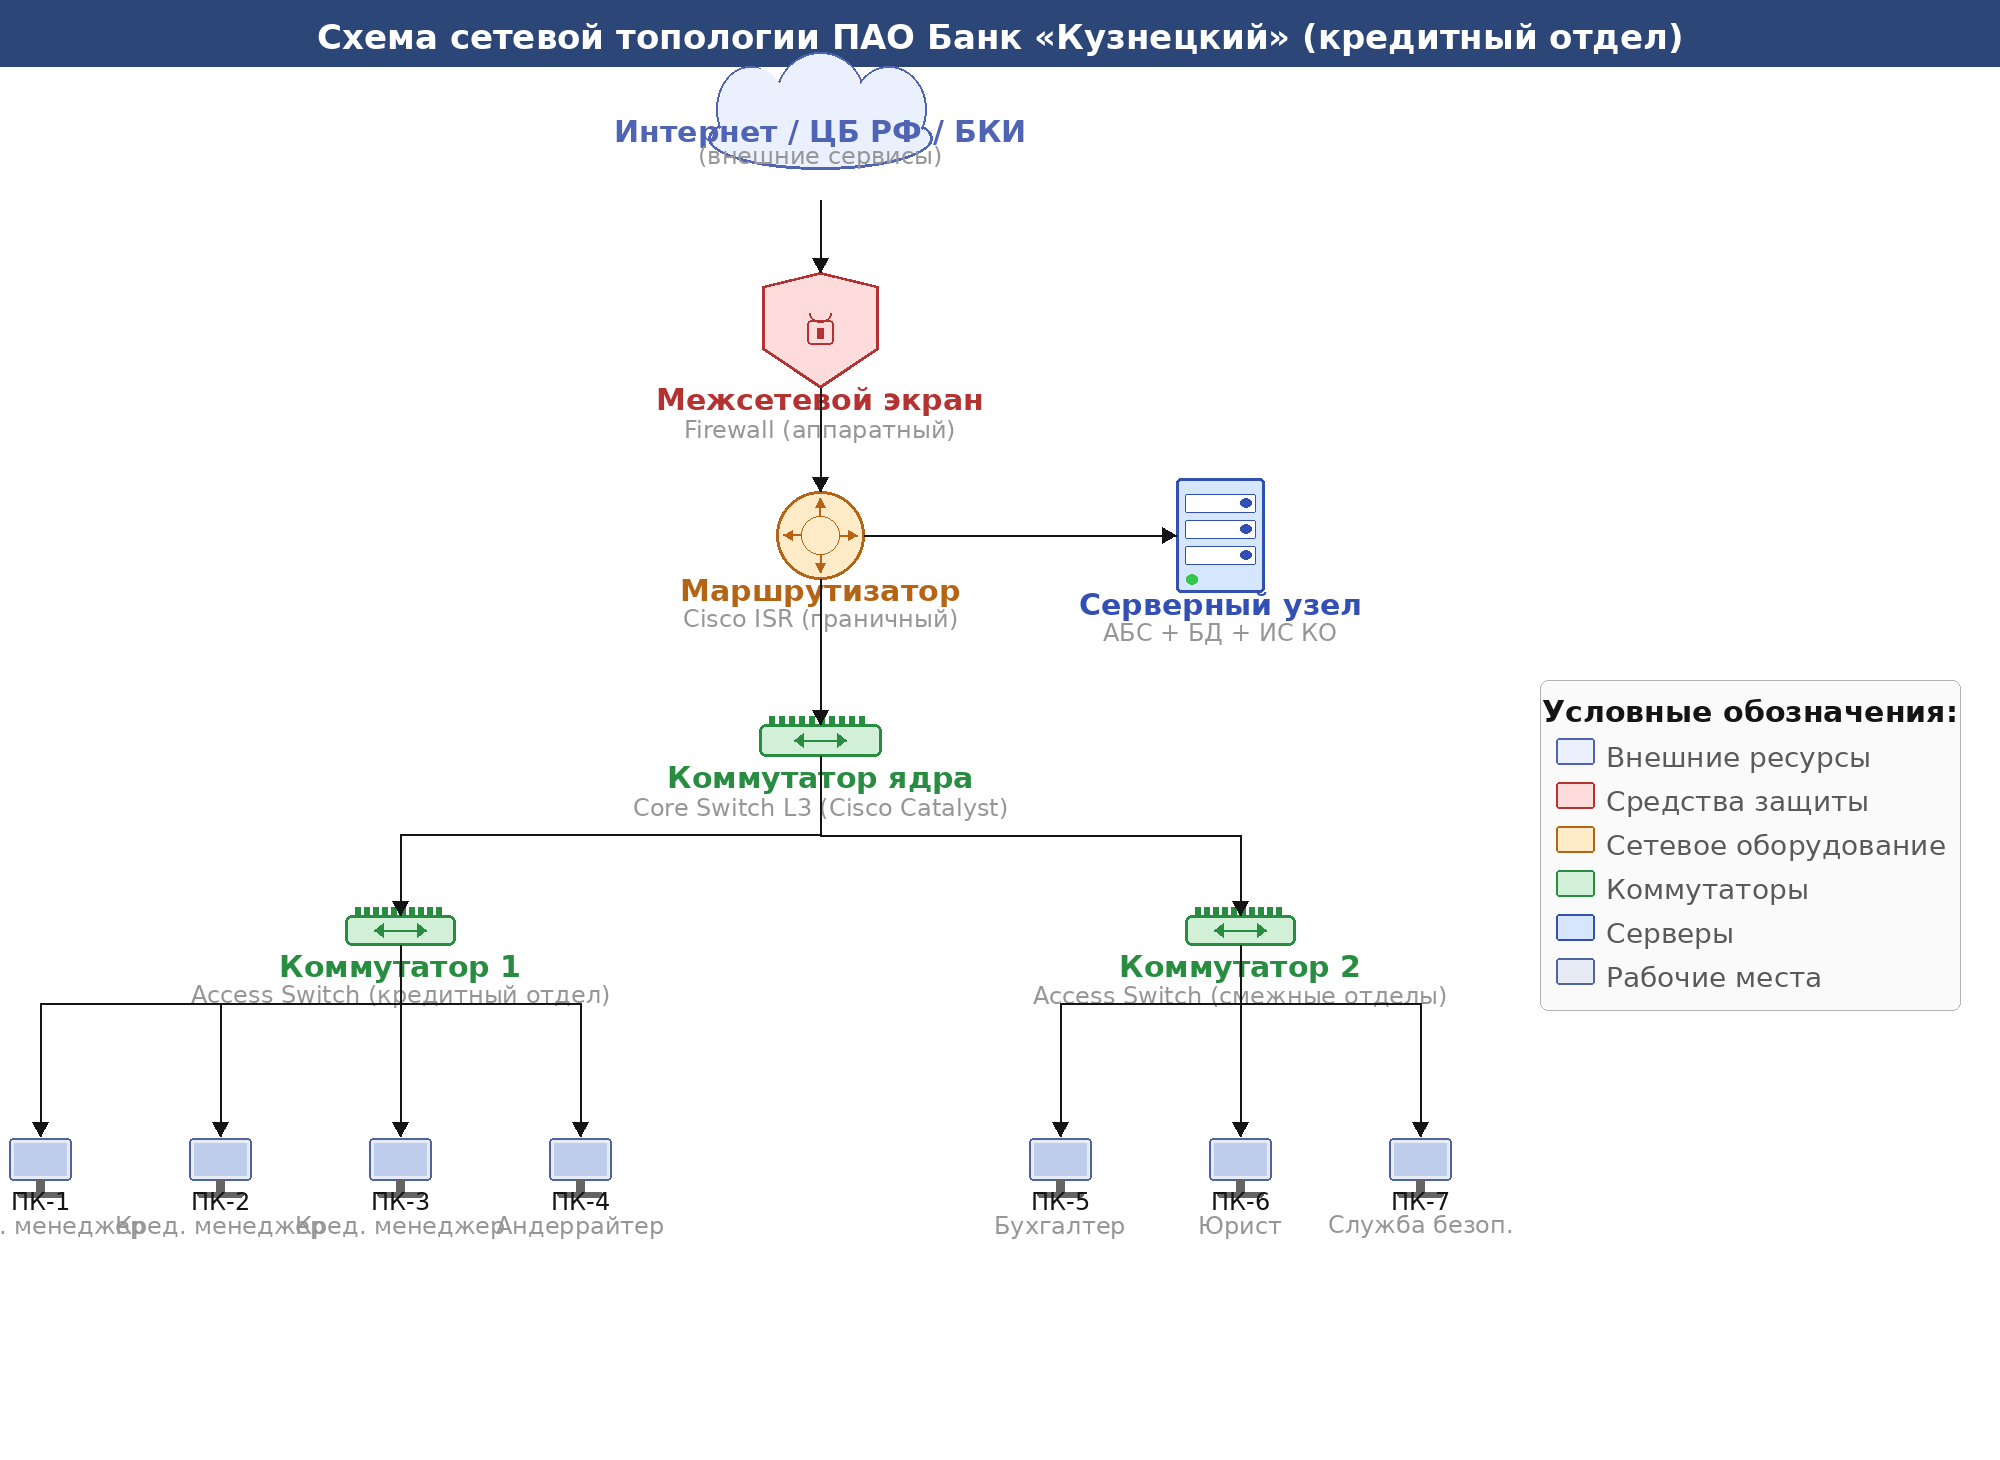 Схема сетевой топологии ПАО Банк «Кузнецкий» (кредитный отдел)
Интернет / ЦБ РФ / БКИ
(внешние сервисы)
Межсетевой экран
Firewall (аппаратный)
Маршрутизатор
Cisco ISR (граничный)
Серверный узел
АБС + БД + ИС КО
Коммутатор ядра
Core Switch L3 (Cisco Catalyst)
Условные обозначения:
Внешние ресурсы
Средства защиты
Сетевое оборудование
Коммутаторы
Серверы
Рабочие места
Коммутатор 1
Access Switch (кредитный отдел)
Коммутатор 2
Access Switch (смежные отделы)
ПК-1
. менеджер
ПК-2
Кред. менеджер
ПК-3
Кред. менеджер
ПК-4
Андеррайтер
ПК-5
Бухгалтер
ПК-6
Юрист
ПК-7
Служба безоп.